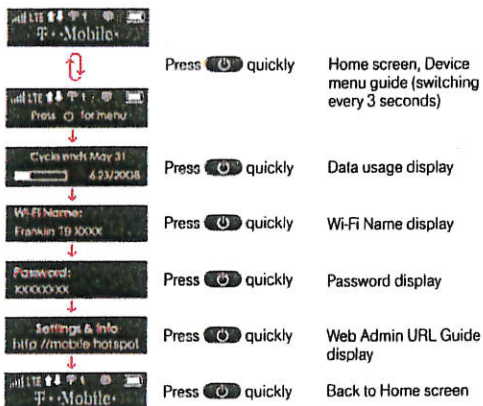 LTE
T··Mobile·
Press quickly
Home screen, Device
menu guide (switching
every 3 seconds)
LTE
Press for menu
Cycle ends May 31
6.23/20GB
Press quickly
Data usage display
Wi-Fi Name:
Franklin T9 XXXX
Press quickly
Wi-Fi Name display
Password:
XXXXXXXX
Press quickly
Password display
Settings & Info
http //mobile hotspot
Press quickly
Web Admin URL Guide
display
LTE
T··Mobile·
Press quickly
Back to Home screen